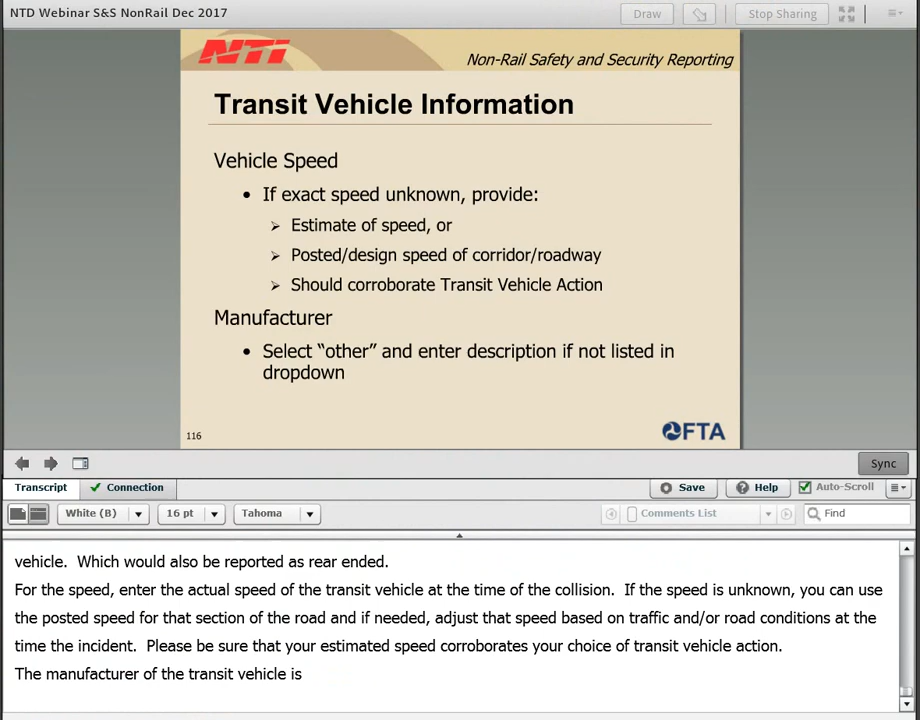 NTD Webinar S&S NonRail Dec 2017
Draw
Stop Sharing
NTI
Non-Rail Safety and Security Reporting
Transit Vehicle Information
Vehicle Speed
• If exact speed unknown, provide:
➢ Estimate of speed, or
➢ Posted/design speed of corridor/roadway
➢ Should corroborate Transit Vehicle Action
Manufacturer
• Select “other” and enter description if not listed in
dropdown
116
FTA
Sync
Transcript
Connection
Save
Help
Auto-Scroll
White (B)
16 pt
Tahoma
Comments List
Find
vehicle.  Which would also be reported as rear ended.
For the speed, enter the actual speed of the transit vehicle at the time of the collision.  If the speed is unknown, you can use
the posted speed for that section of the road and if needed, adjust that speed based on traffic and/or road conditions at the
time the incident.  Please be sure that your estimated speed corroborates your choice of transit vehicle action.
The manufacturer of the transit vehicle is